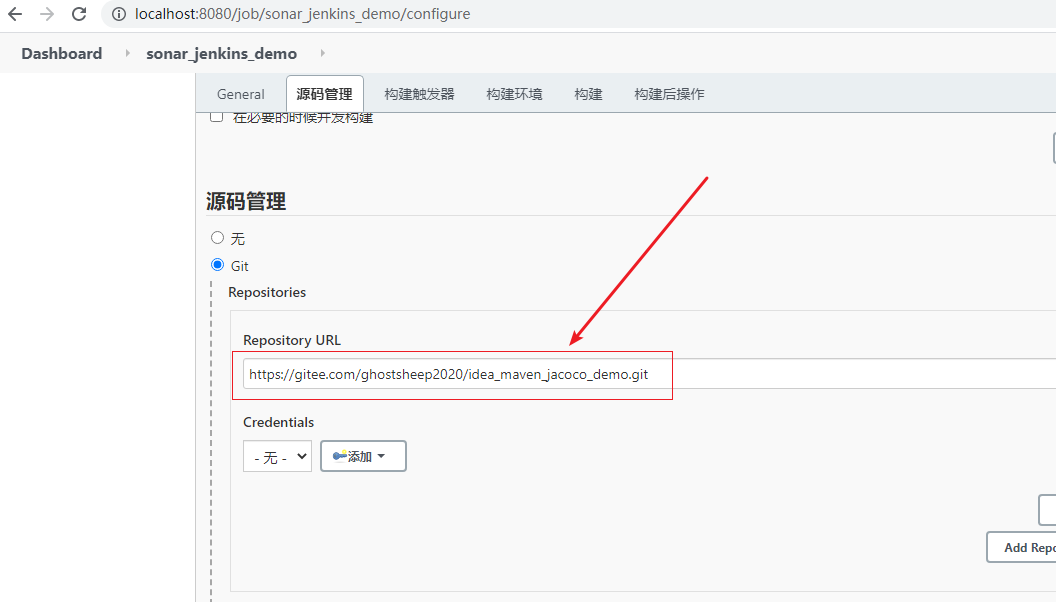 localhost:8080/job/sonar_jenkins_demo/configure
Dashboard sonar_jenkins_demo
General 源码管理 构建触发器 构建环境 构建 构建后操作
在必要的时候并发构建
源码管理
无
Git
Repositories
Repository URL
https://gitee.com/ghostsheep2020/idea_maven_jacoco_demo.git
Credentials
- 无 - 添加
Add Repo